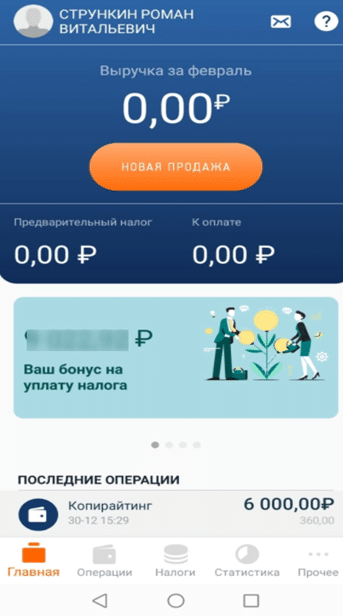 СТРУНКИН РОМАН
ВИТАЛЬЕВИЧ
?
Выручка за февраль
0,00₽
НОВАЯ ПРОДАЖА
Предварительный налог
К оплате
0,00 ₽
0,00 ₽
₽
Ваш бонус на
уплату налога
ПОСЛЕДНИЕ ОПЕРАЦИИ
Копирайтинг
6 000,00₽
30-12 15:29
360,00
Главная
Операции
Налоги
Статистика
Прочее